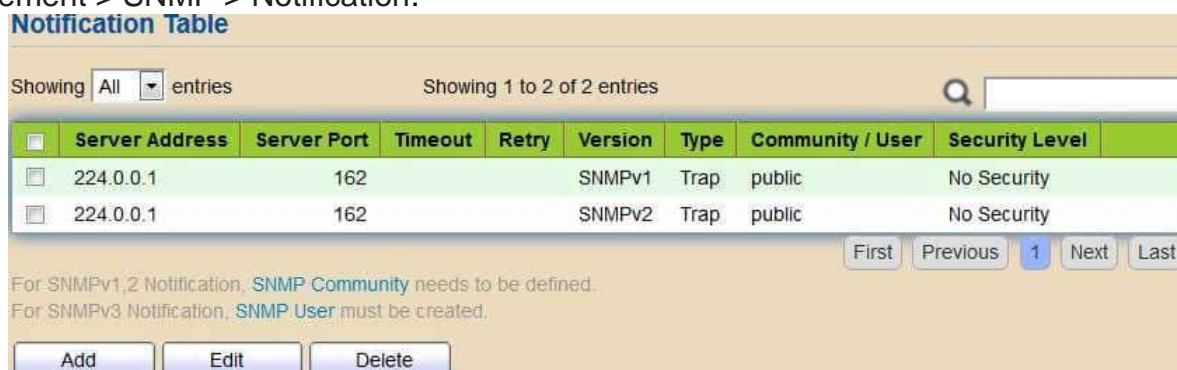 ement > SNMP > Notification.
Notification Table
Showing All entries Showing 1 to 2 of 2 entries
Server Address Server Port Timeout Retry Version Type Community / User Security Level
224.0.0.1 162 SNMPv1 Trap public No Security
224.0.0.1 162 SNMPv2 Trap public No Security
First Previous 1 Next Last
For SNMPv1,2 Notification, SNMP Community needs to be defined.
For SNMPv3 Notification, SNMP User must be created.
Add Edit Delete